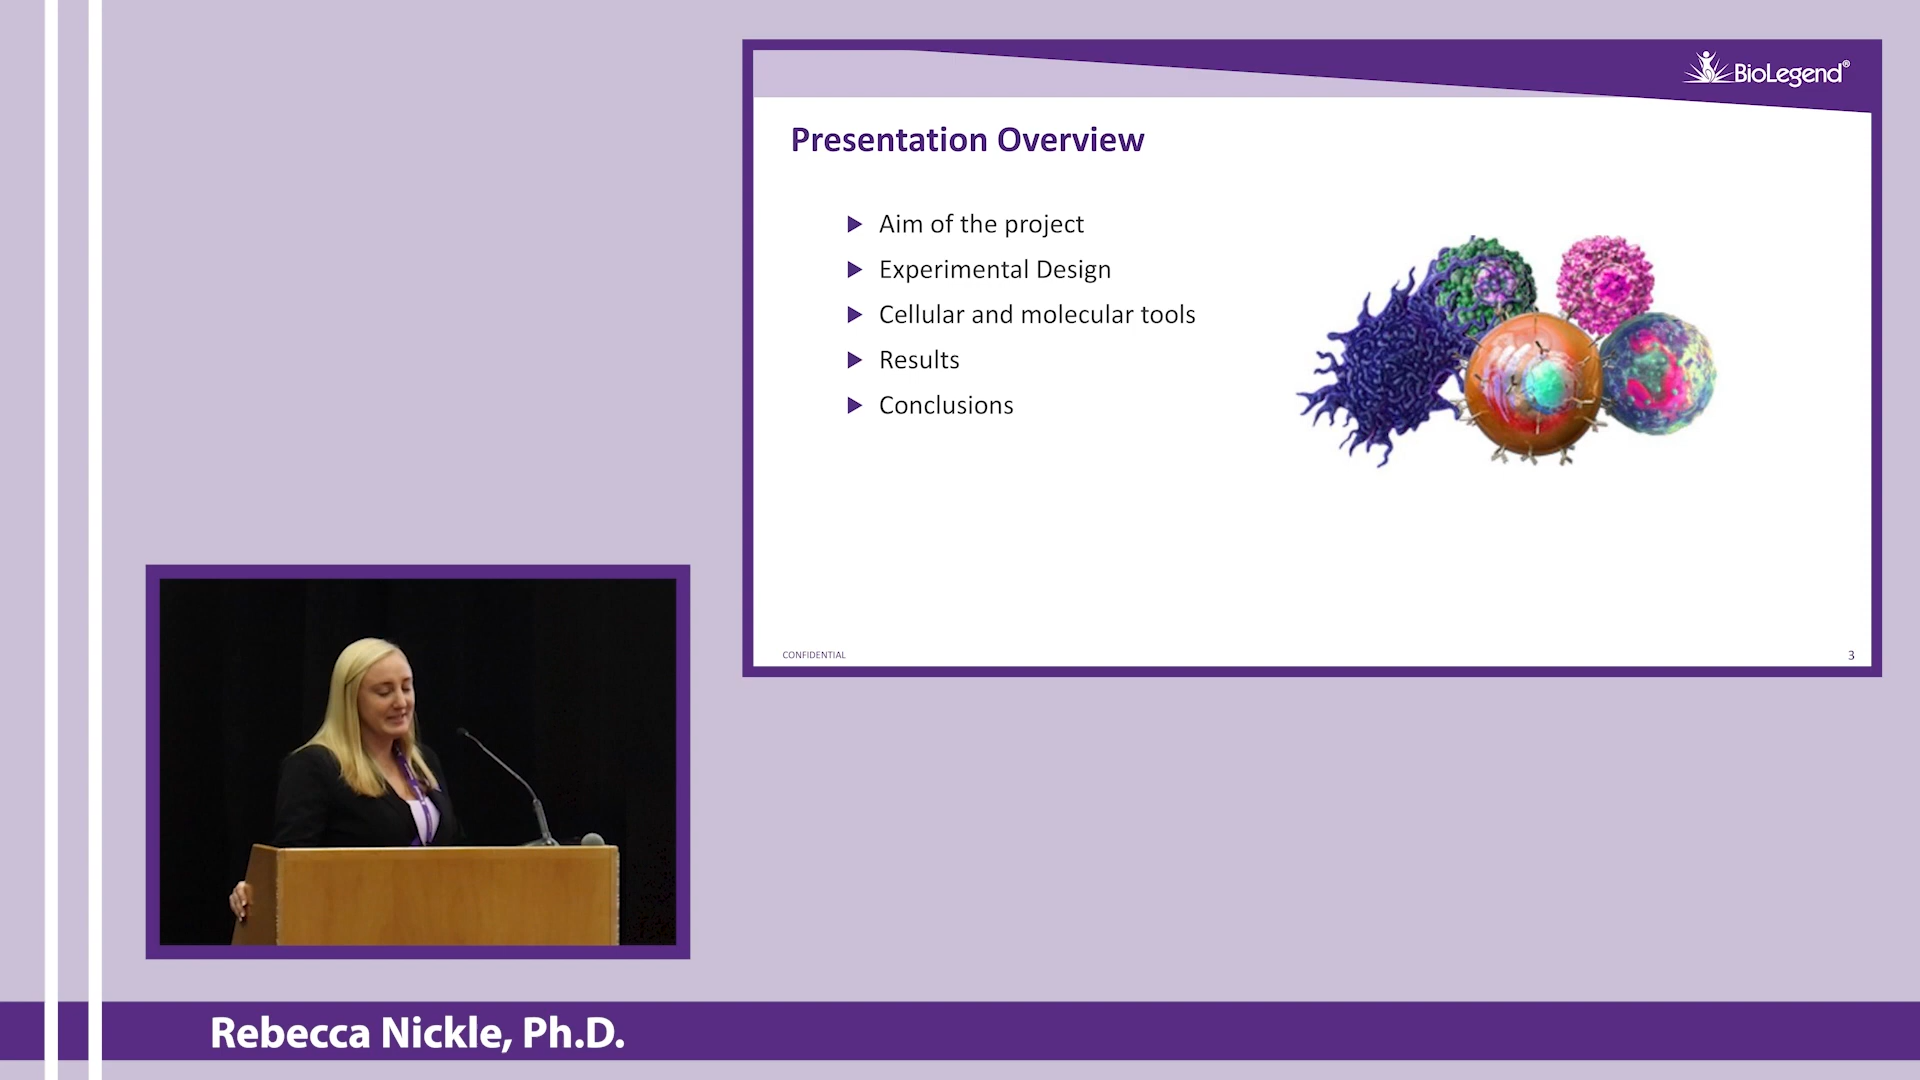 BioLegend®
Presentation Overview
Aim of the project
Experimental Design
Cellular and molecular tools
Results
Conclusions
CONFIDENTIAL
3
Rebecca Nickle, Ph.D.